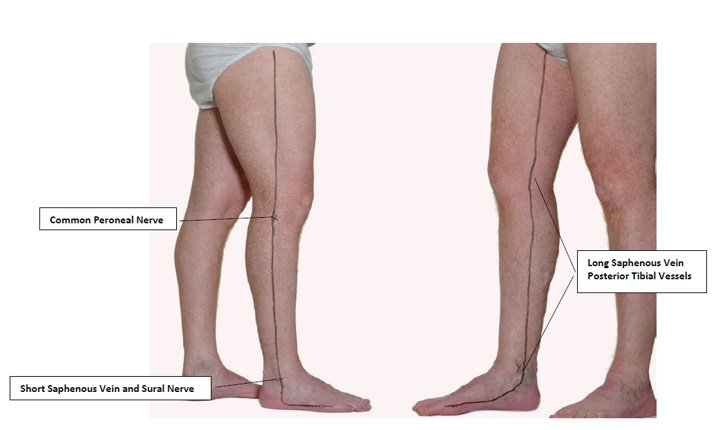 Common Peroneal Nerve
Long Saphenous Vein
Posterior Tibial Vessels
Short Saphenous Vein and Sural Nerve